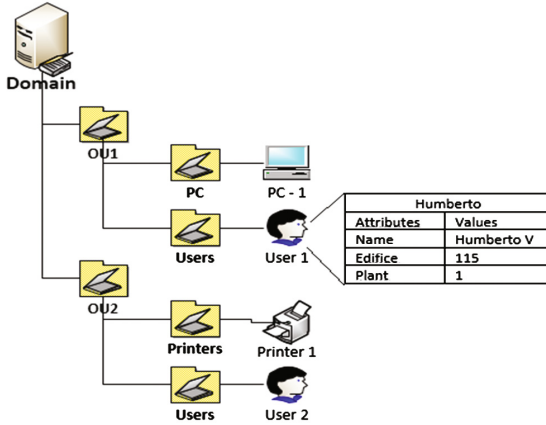 Domain
OU1
PC
PC - 1
Users
User 1
Humberto
Attributes Values
Name Humberto V
Edifice 115
Plant 1
OU2
Printers
Printer 1
Users
User 2